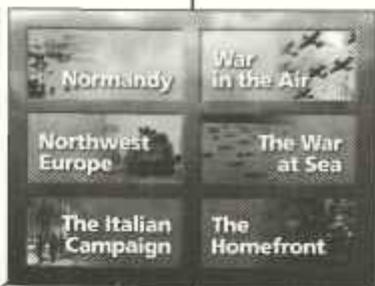 Normandy
War
in the Air
Northwest
Europe
The War
at Sea
The Italian
Campaign
The
Homefront